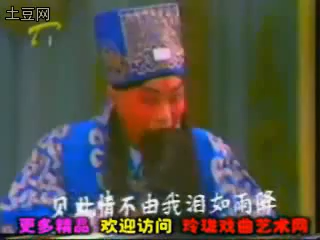 土豆网
见此情不由我泪如雨降
更多精品 欢迎访问 玲珑戏曲艺术网